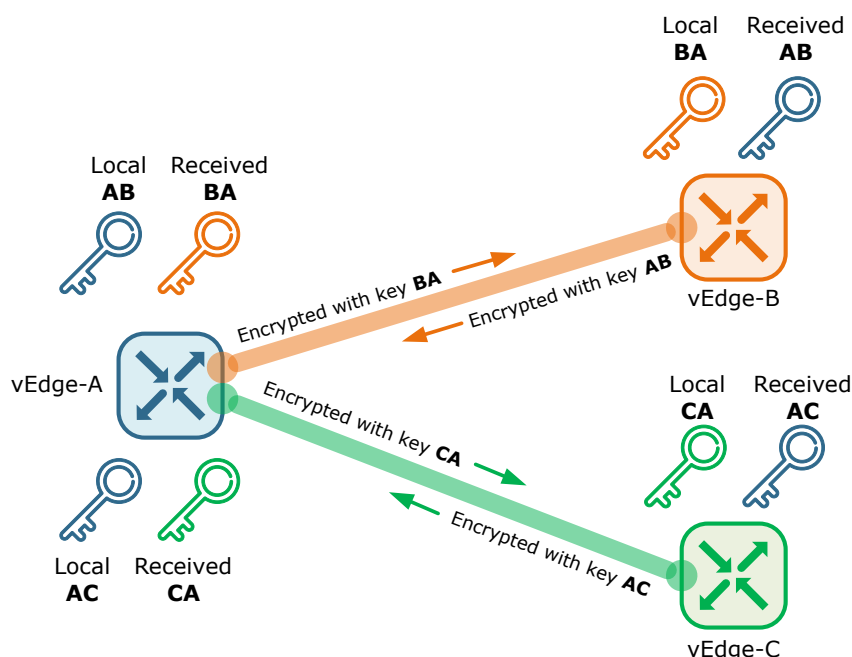 Local Received
BA AB
vEdge-B
Local Received
AB BA
Encrypted with key BA
Encrypted with key AB
vEdge-A
Encrypted with key CA
Encrypted with key AC
Local Received
CA AC
Local Received
AC CA
vEdge-C